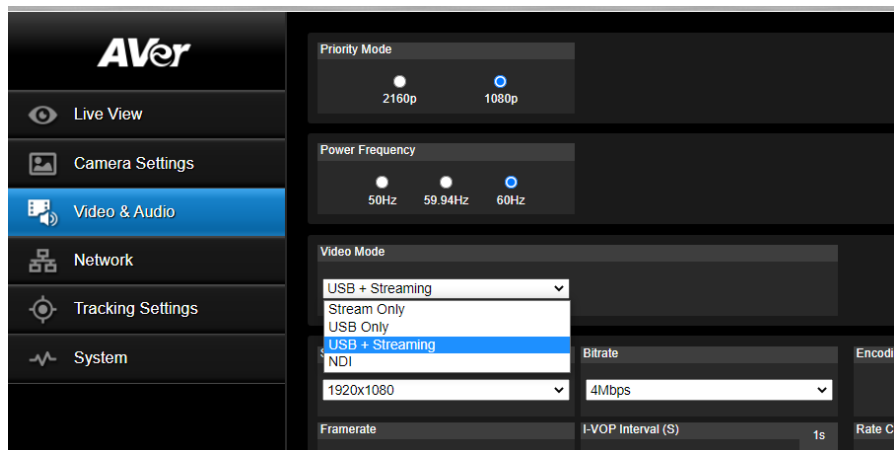 AVer
Live View
Camera Settings
Video & Audio
Network
Tracking Settings
System
Priority Mode
2160p 1080p
Power Frequency
50Hz 59.94Hz 60Hz
Video Mode
USB + Streaming
Stream Only
USB Only
USB + Streaming
NDI
Bitrate
Encodi
1920x1080
4Mbps
Framerate
I-VOP Interval (S) 1s
Rate C